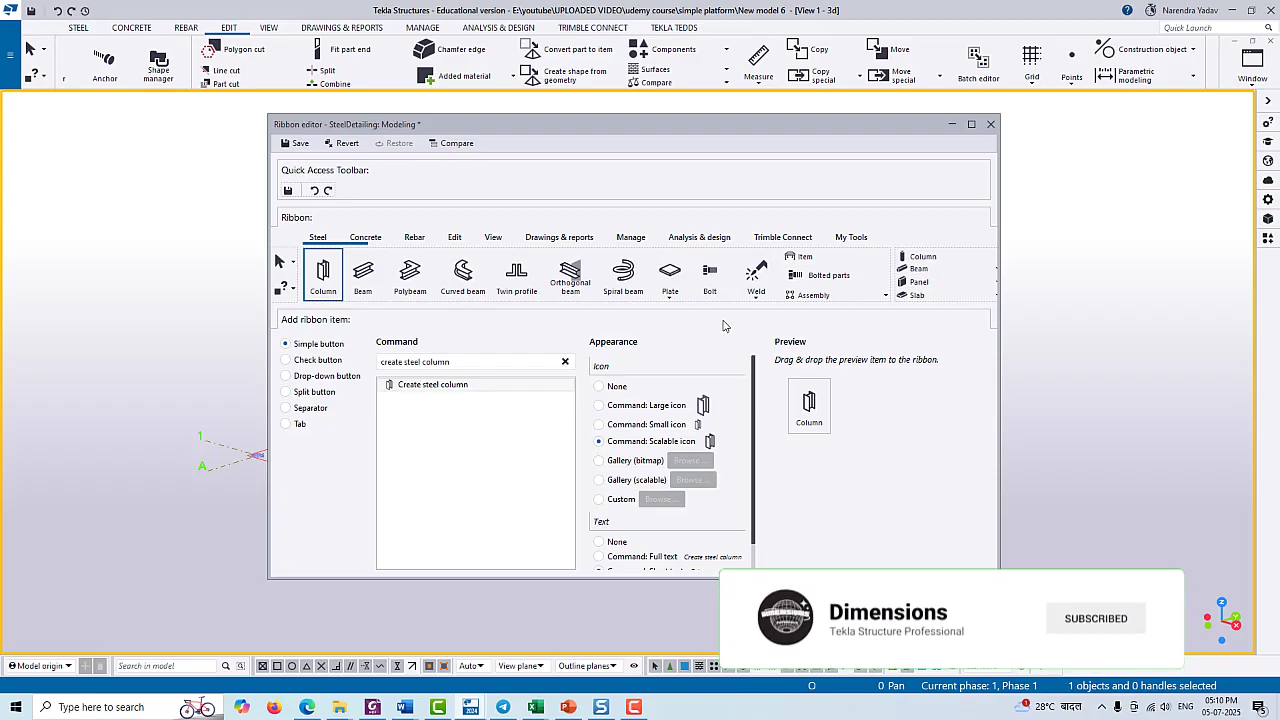 Tekla Structures - Educational version - E:\youtube\UPLOADED VIDEO\udemy course\simple platform\New model 6 - [View 1 - 3d]
Narendra Yadav
STEEL CONCRETE REBAR EDIT VIEW DRAWINGS & REPORTS MANAGE ANALYSIS & DESIGN TRIMBLE CONNECT TEKLA TEDDS
Quick Launch
r
Anchor
Shape manager
Polygon cut
Line cut
Part cut
Fit part end
Split
Combine
Chamfer edge
Added material
Convert part to item
Create shape from geometry
Components
Surfaces
Compare
Measure
Copy
Copy special
Move
Move special
Batch editor
Grid
Points
Construction object
Parametric modeling
Window
Ribbon editor - SteelDetailing: Modeling *
Save Revert Restore Compare
Quick Access Toolbar:
Ribbon:
Steel Concrete Rebar Edit View Drawings & reports Manage Analysis & design Trimble Connect My Tools
Column
Beam
Polybeam
Curved beam
Twin profile
Orthogonal beam
Spiral beam
Plate
Bolt
Weld
Item
Bolted parts
Assembly
Column
Beam
Panel
Slab
Add ribbon item:
Simple button
Check button
Drop-down button
Split button
Separator
Tab
Command
create steel column
Create steel column
Appearance
Icon
None
Command: Large icon
Command: Small icon
Command: Scalable icon
Gallery (bitmap) Browse...
Gallery (scalable) Browse...
Custom Browse...
Text
None
Command: Full text Create steel column
Preview
Drag & drop the preview item to the ribbon.
Column
1
A
Dimensions
Tekla Structure Professional
SUBSCRIBED
Z
Model origin
Search in model
Auto
View plane
Outline planes
O 0 Pan Current phase: 1, Phase 1 1 objects and 0 handles selected
Type here to search
28°C बादल
ENG
05:10 PM
05-07-2025